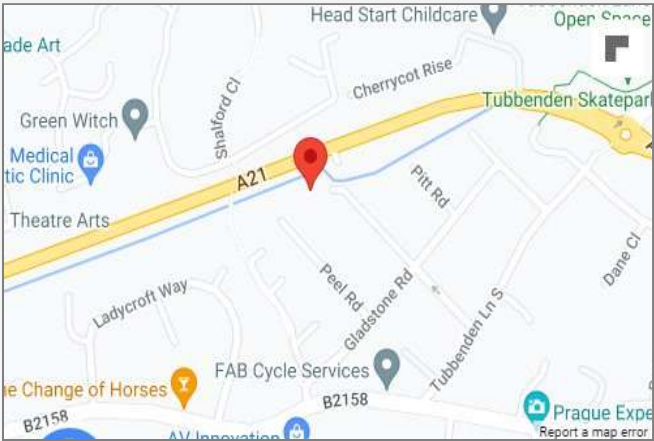 Head Start Childcare
Open Space
ade Art
Cherrycot Rise
Tubbenden Skatepar
Green Witch
Shalford Cl
Medical
tic Clinic
A21
Pitt Rd
Theatre Arts
Dane Cl
Peel Rd
Ladycroft Way
Gladstone Rd
Tubbenden Ln S
FAB Cycle Services
he Change of Horses
B2158
B2158
Prague Expe
AV Innovation
Report a map error